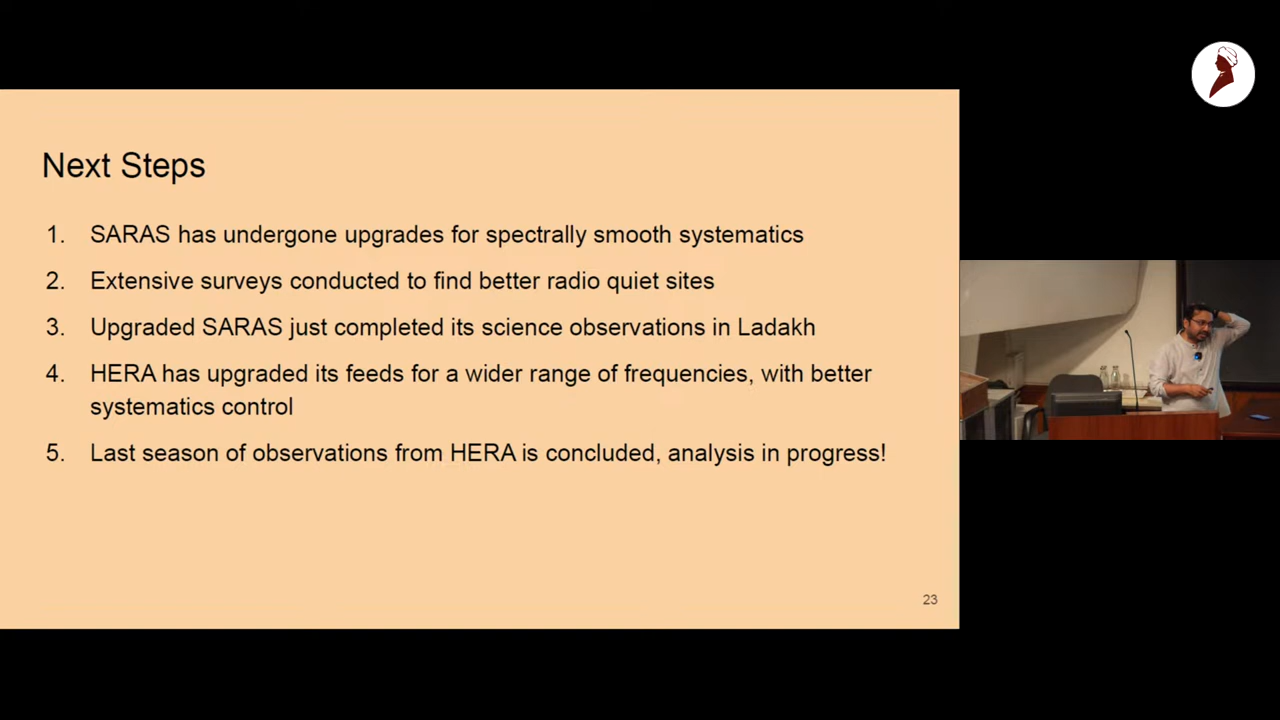 Next Steps
1. SARAS has undergone upgrades for spectrally smooth systematics
2. Extensive surveys conducted to find better radio quiet sites
3. Upgraded SARAS just completed its science observations in Ladakh
4. HERA has upgraded its feeds for a wider range of frequencies, with better
systematics control
5. Last season of observations from HERA is concluded, analysis in progress!
23